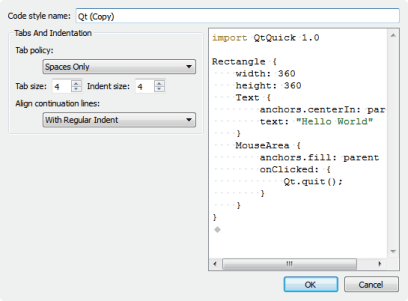 Code style name: Qt (Copy)
Tabs And Indentation
Tab policy:
Spaces Only
Tab size: 4 Indent size: 4
Align continuation lines:
With Regular Indent
import QtQuick 1.0
Rectangle {
    width: 360
    height: 360
    Text {
        anchors.centerIn: par
        text: "Hello World"
    }
    MouseArea {
        anchors.fill: parent
        onClicked: {
            Qt.quit();
        }
    }
}
OK Cancel